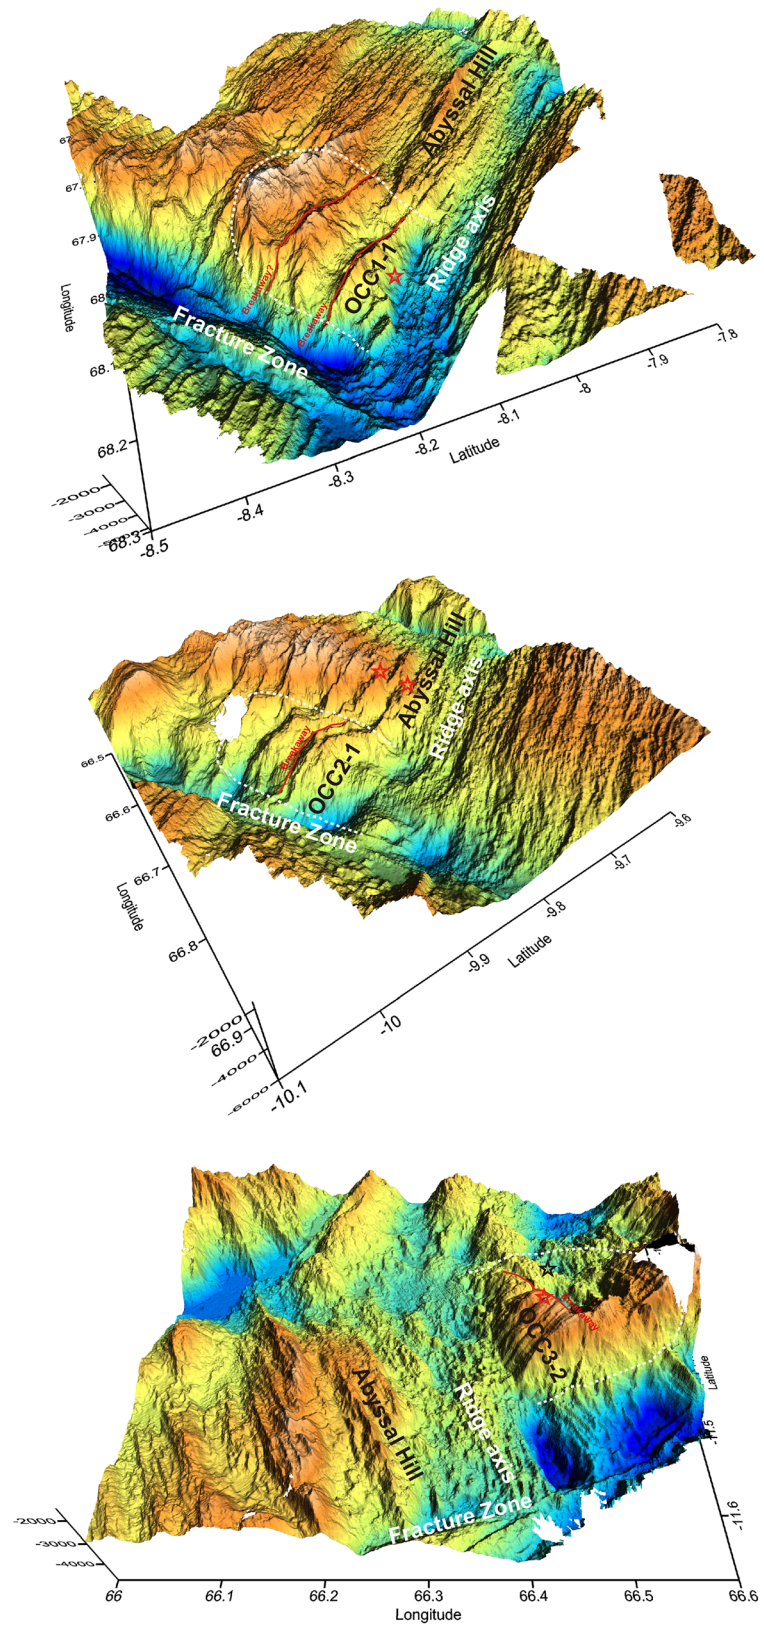 Abyssal Hill
67.
67.9
Ridge axis
OCC1-1
Breakaway?
Breakaway
68
Longitude
Fracture Zone
68.1
-7.8
-7.9
-8
-8.1
-8.2
Latitude
-8.3
-8.4
-8.5
68.2
68.3
-2000
-3000
-4000
Abyssal Hill
Ridge axis
Breakaway
OCC2-1
Fracture Zone
66.5
66.6
66.7
Longitude
66.8
66.9
-2000
-4000
-6000
-9.6
-9.7
-9.8
Latitude
-9.9
-10
-10.1
Breakaway
OCC3-2
Abyssal Hill
Ridge axis
Fracture Zone
Latitude
-11.5
-11.6
-2000
-3000
-4000
66
66.1
66.2
66.3
66.4
66.5
66.6
Longitude